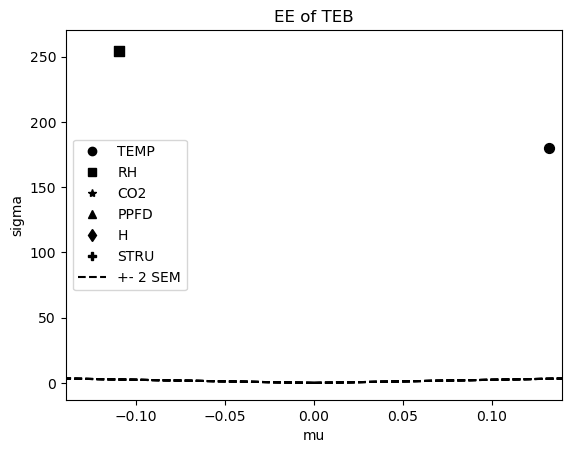 EE of TEB
250
200
150
100
50
0
sigma
TEMP
RH
CO2
PPFD
H
STRU
+- 2 SEM
−0.10 −0.05 0.00 0.05 0.10
mu